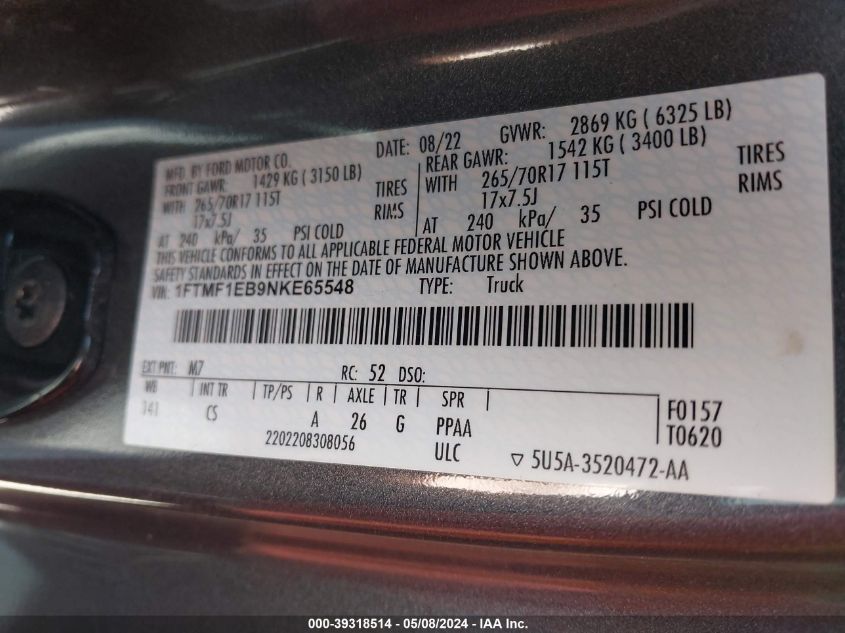 MFD. BY FORD MOTOR CO.
DATE: 08/22 GVWR: 2869 KG ( 6325 LB)
FRONT GAWR: 1429 KG ( 3150 LB)
REAR GAWR: 1542 KG ( 3400 LB)
WITH 265/70R17 115T TIRES
WITH 265/70R17 115T TIRES
17x7.5J RIMS
17x7.5J RIMS
AT 240 kPa/ 35 PSI COLD
AT 240 kPa/ 35 PSI COLD
THIS VEHICLE CONFORMS TO ALL APPLICABLE FEDERAL MOTOR VEHICLE
SAFETY STANDARDS IN EFFECT ON THE DATE OF MANUFACTURE SHOWN ABOVE.
VIN: 1FTMF1EB9NKE65548 TYPE: Truck
EXT PNT: M7 RC: 52 DSO:
WB | INT TR | TP/PS | R | AXLE | TR | SPR |
141 CS A 26 G PPAA
F0157
T0620
2202208308056 ULC ▽ 5U5A-3520472-AA
000-39318514 - 05/08/2024 - IAA Inc.